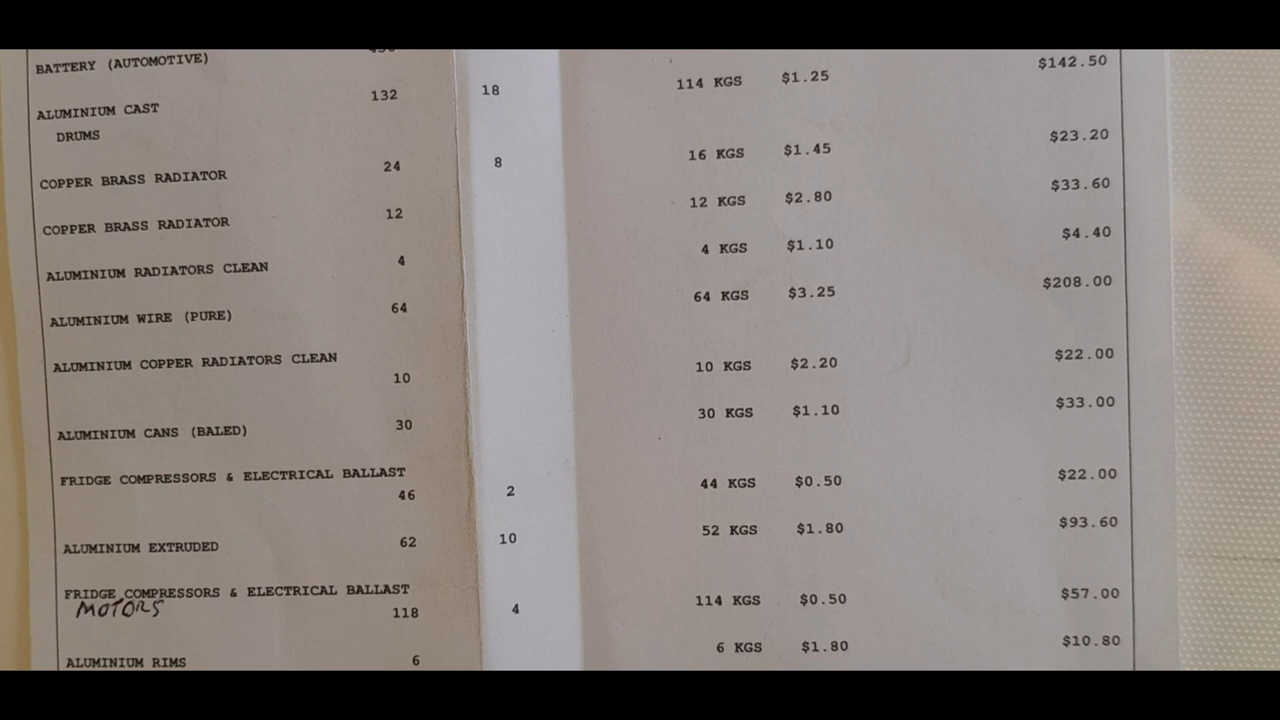 BATTERY (AUTOMOTIVE)
ALUMINIUM CAST 132 18 114 KGS $1.25 $142.50
DRUMS
COPPER BRASS RADIATOR 24 8 16 KGS $1.45 $23.20
COPPER BRASS RADIATOR 12 12 KGS $2.80 $33.60
ALUMINIUM RADIATORS CLEAN 4 4 KGS $1.10 $4.40
ALUMINIUM WIRE (PURE) 64 64 KGS $3.25 $208.00
ALUMINIUM COPPER RADIATORS CLEAN
10 10 KGS $2.20 $22.00
ALUMINIUM CANS (BALED) 30 30 KGS $1.10 $33.00
FRIDGE COMPRESSORS & ELECTRICAL BALLAST
46 2 44 KGS $0.50 $22.00
ALUMINIUM EXTRUDED 62 10 52 KGS $1.80 $93.60
FRIDGE COMPRESSORS & ELECTRICAL BALLAST
MOTORS 118 4 114 KGS $0.50 $57.00
ALUMINIUM RIMS 6 6 KGS $1.80 $10.80